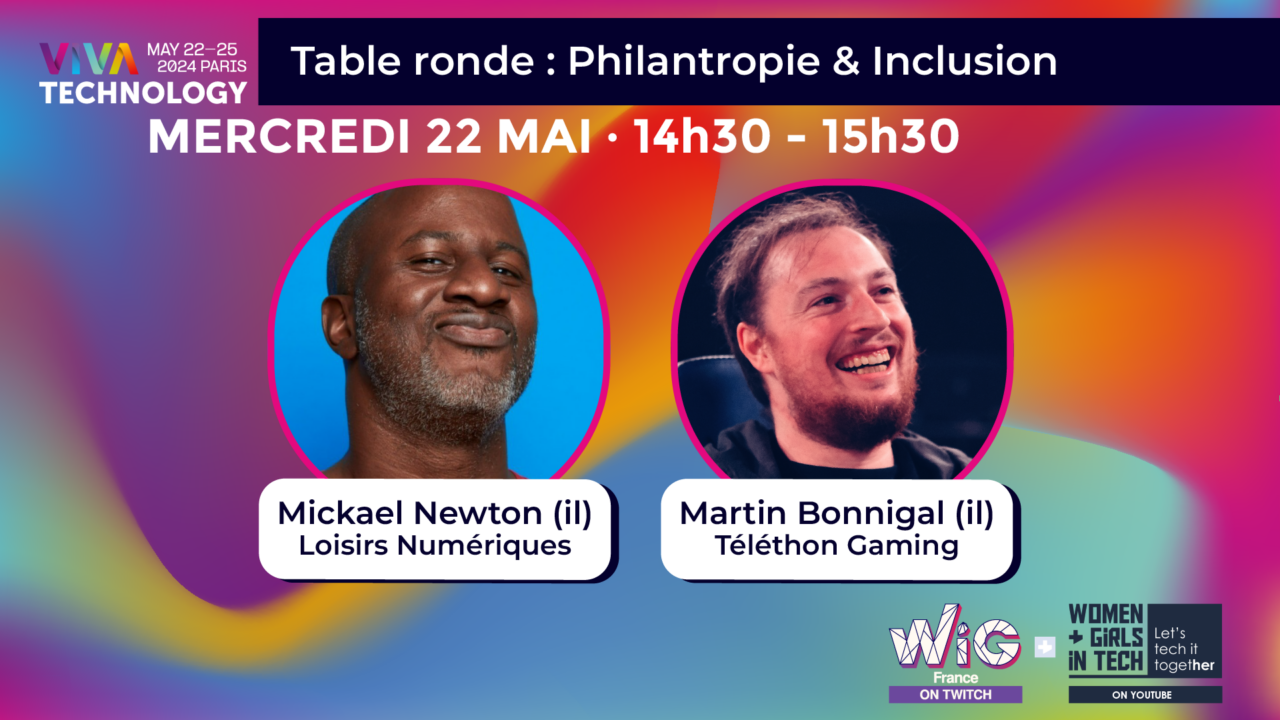 VIVA
MAY 22–25
2024 PARIS
TECHNOLOGY
Table ronde : Philantropie & Inclusion
MERCREDI 22 MAI · 14h30 - 15h30
Mickael Newton (il)
Loisirs Numériques
Martin Bonnigal (il)
Téléthon Gaming
WiG
France
ON TWITCH
WOMEN
+ GiRLS
iN TECH
Let's
tech it
together
ON YOUTUBE